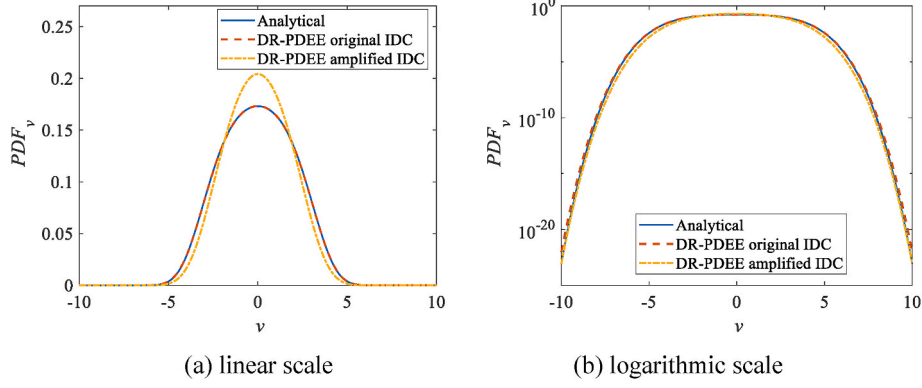 0.25
0.2
0.15
0.1
0.05
0
-10
-5
0
5
10
PDF_v
v
Analytical
DR-PDEE original IDC
DR-PDEE amplified IDC
(a) linear scale
10^0
10^-10
10^-20
-10
-5
0
5
10
PDF_v
v
Analytical
DR-PDEE original IDC
DR-PDEE amplified IDC
(b) logarithmic scale